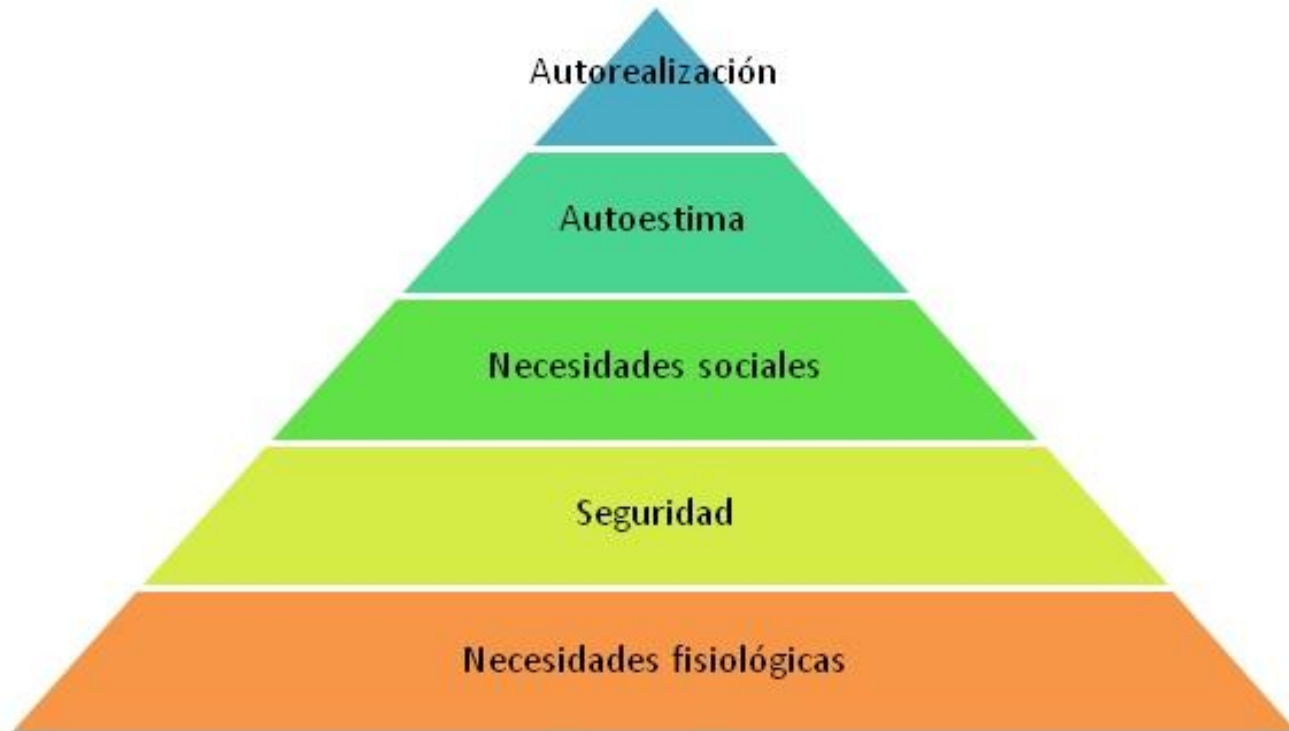 Autorealización
Autoestima
Necesidades sociales
Seguridad
Necesidades fisiológicas